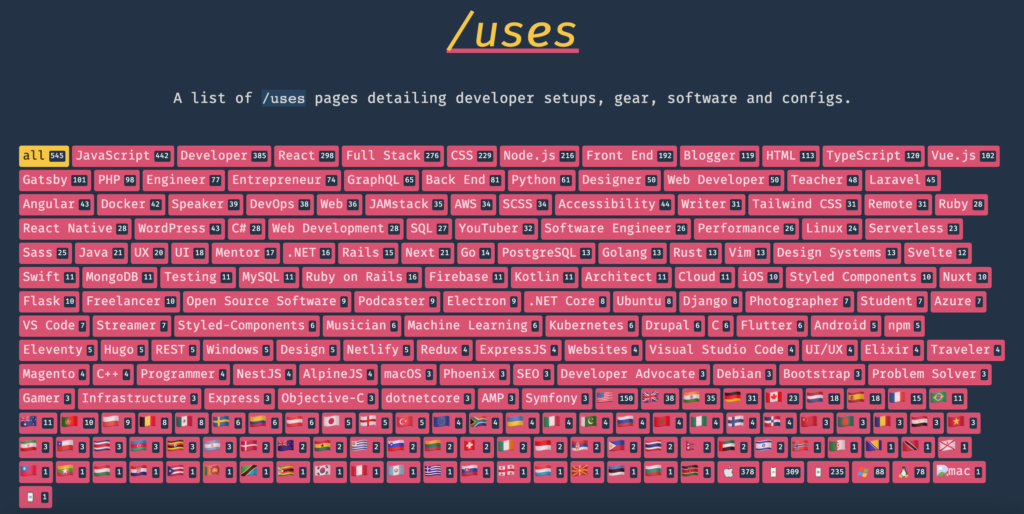 /uses
A list of /uses pages detailing developer setups, gear, software and configs.
all 545 JavaScript 442 Developer 385 React 298 Full Stack 276 CSS 229 Node.js 216 Front End 192 Blogger 119 HTML 113 TypeScript 120 Vue.js 102
Gatsby 101 PHP 98 Engineer 77 Entrepreneur 74 GraphQL 65 Back End 81 Python 61 Designer 50 Web Developer 50 Teacher 48 Laravel 45
Angular 43 Docker 42 Speaker 39 DevOps 38 Web 36 JAMstack 35 AWS 34 SCSS 34 Accessibility 44 Writer 31 Tailwind CSS 31 Remote 31 Ruby 28
React Native 28 WordPress 43 C# 28 Web Development 28 SQL 27 YouTuber 32 Software Engineer 26 Performance 26 Linux 24 Serverless 23
Sass 25 Java 21 UX 20 UI 18 Mentor 17 .NET 16 Rails 15 Next 21 Go 14 PostgreSQL 13 Golang 13 Rust 13 Vim 13 Design Systems 13 Svelte 12
Swift 11 MongoDB 11 Testing 11 MySQL 11 Ruby on Rails 16 Firebase 11 Kotlin 11 Architect 11 Cloud 11 iOS 10 Styled Components 10 Nuxt 10
Flask 10 Freelancer 10 Open Source Software 9 Podcaster 9 Electron 9 .NET Core 8 Ubuntu 8 Django 8 Photographer 7 Student 7 Azure 7
VS Code 7 Streamer 7 Styled-Components 6 Musician 6 Machine Learning 6 Kubernetes 6 Drupal 6 C 6 Flutter 6 Android 5 npm 5
Eleventy 5 Hugo 5 REST 5 Windows 5 Design 5 Netlify 5 Redux 4 ExpressJS 4 Websites 4 Visual Studio Code 4 UI/UX 4 Elixir 4 Traveler 4
Magento 4 C++ 4 Programmer 4 NestJS 4 AlpineJS 4 macOS 3 Phoenix 3 SEO 3 Developer Advocate 3 Debian 3 Bootstrap 3 Problem Solver 3
Gamer 3 Infrastructure 3 Express 3 Objective-C 3 dotnetcore 3 AMP 3 Symfony 3 150 38 35 31 23 18 18 15 11
11 10 9 8 8 6 6 6 5 5 5 4 4 4 4 4 4 4 4 4 3 3 3 3 3
3 3 3 3 3 3 2 2 2 2 2 2 2 2 2 2 2 2 2 2 2 1 1 1 1
1 1 1 1 1 1 1 1 1 1 1 1 1 1 1 1 1 1 1 378 309 235 88 78 mac 1
1